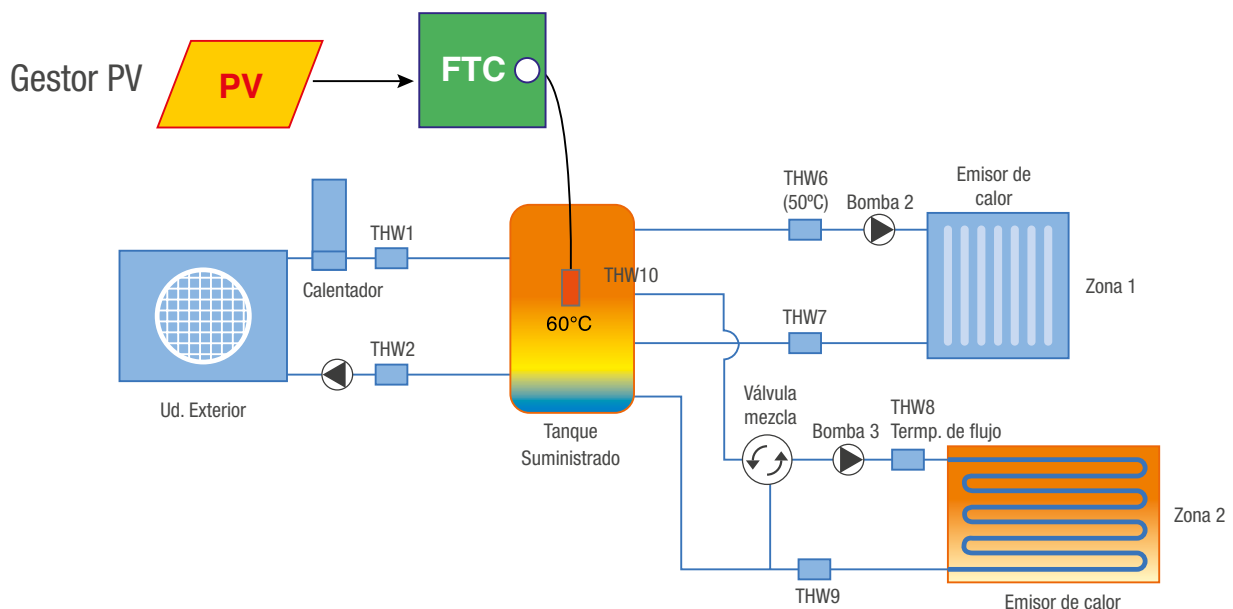 Gestor PV
PV
FTC
THW6
(50ºC)
Bomba 2
Emisor de
calor
THW1
Calentador
THW10
60°C
Zona 1
THW7
THW2
Ud. Exterior
Tanque
Suministrado
Válvula
mezcla
Bomba 3
THW8
Termp. de flujo
Zona 2
THW9
Emisor de calor